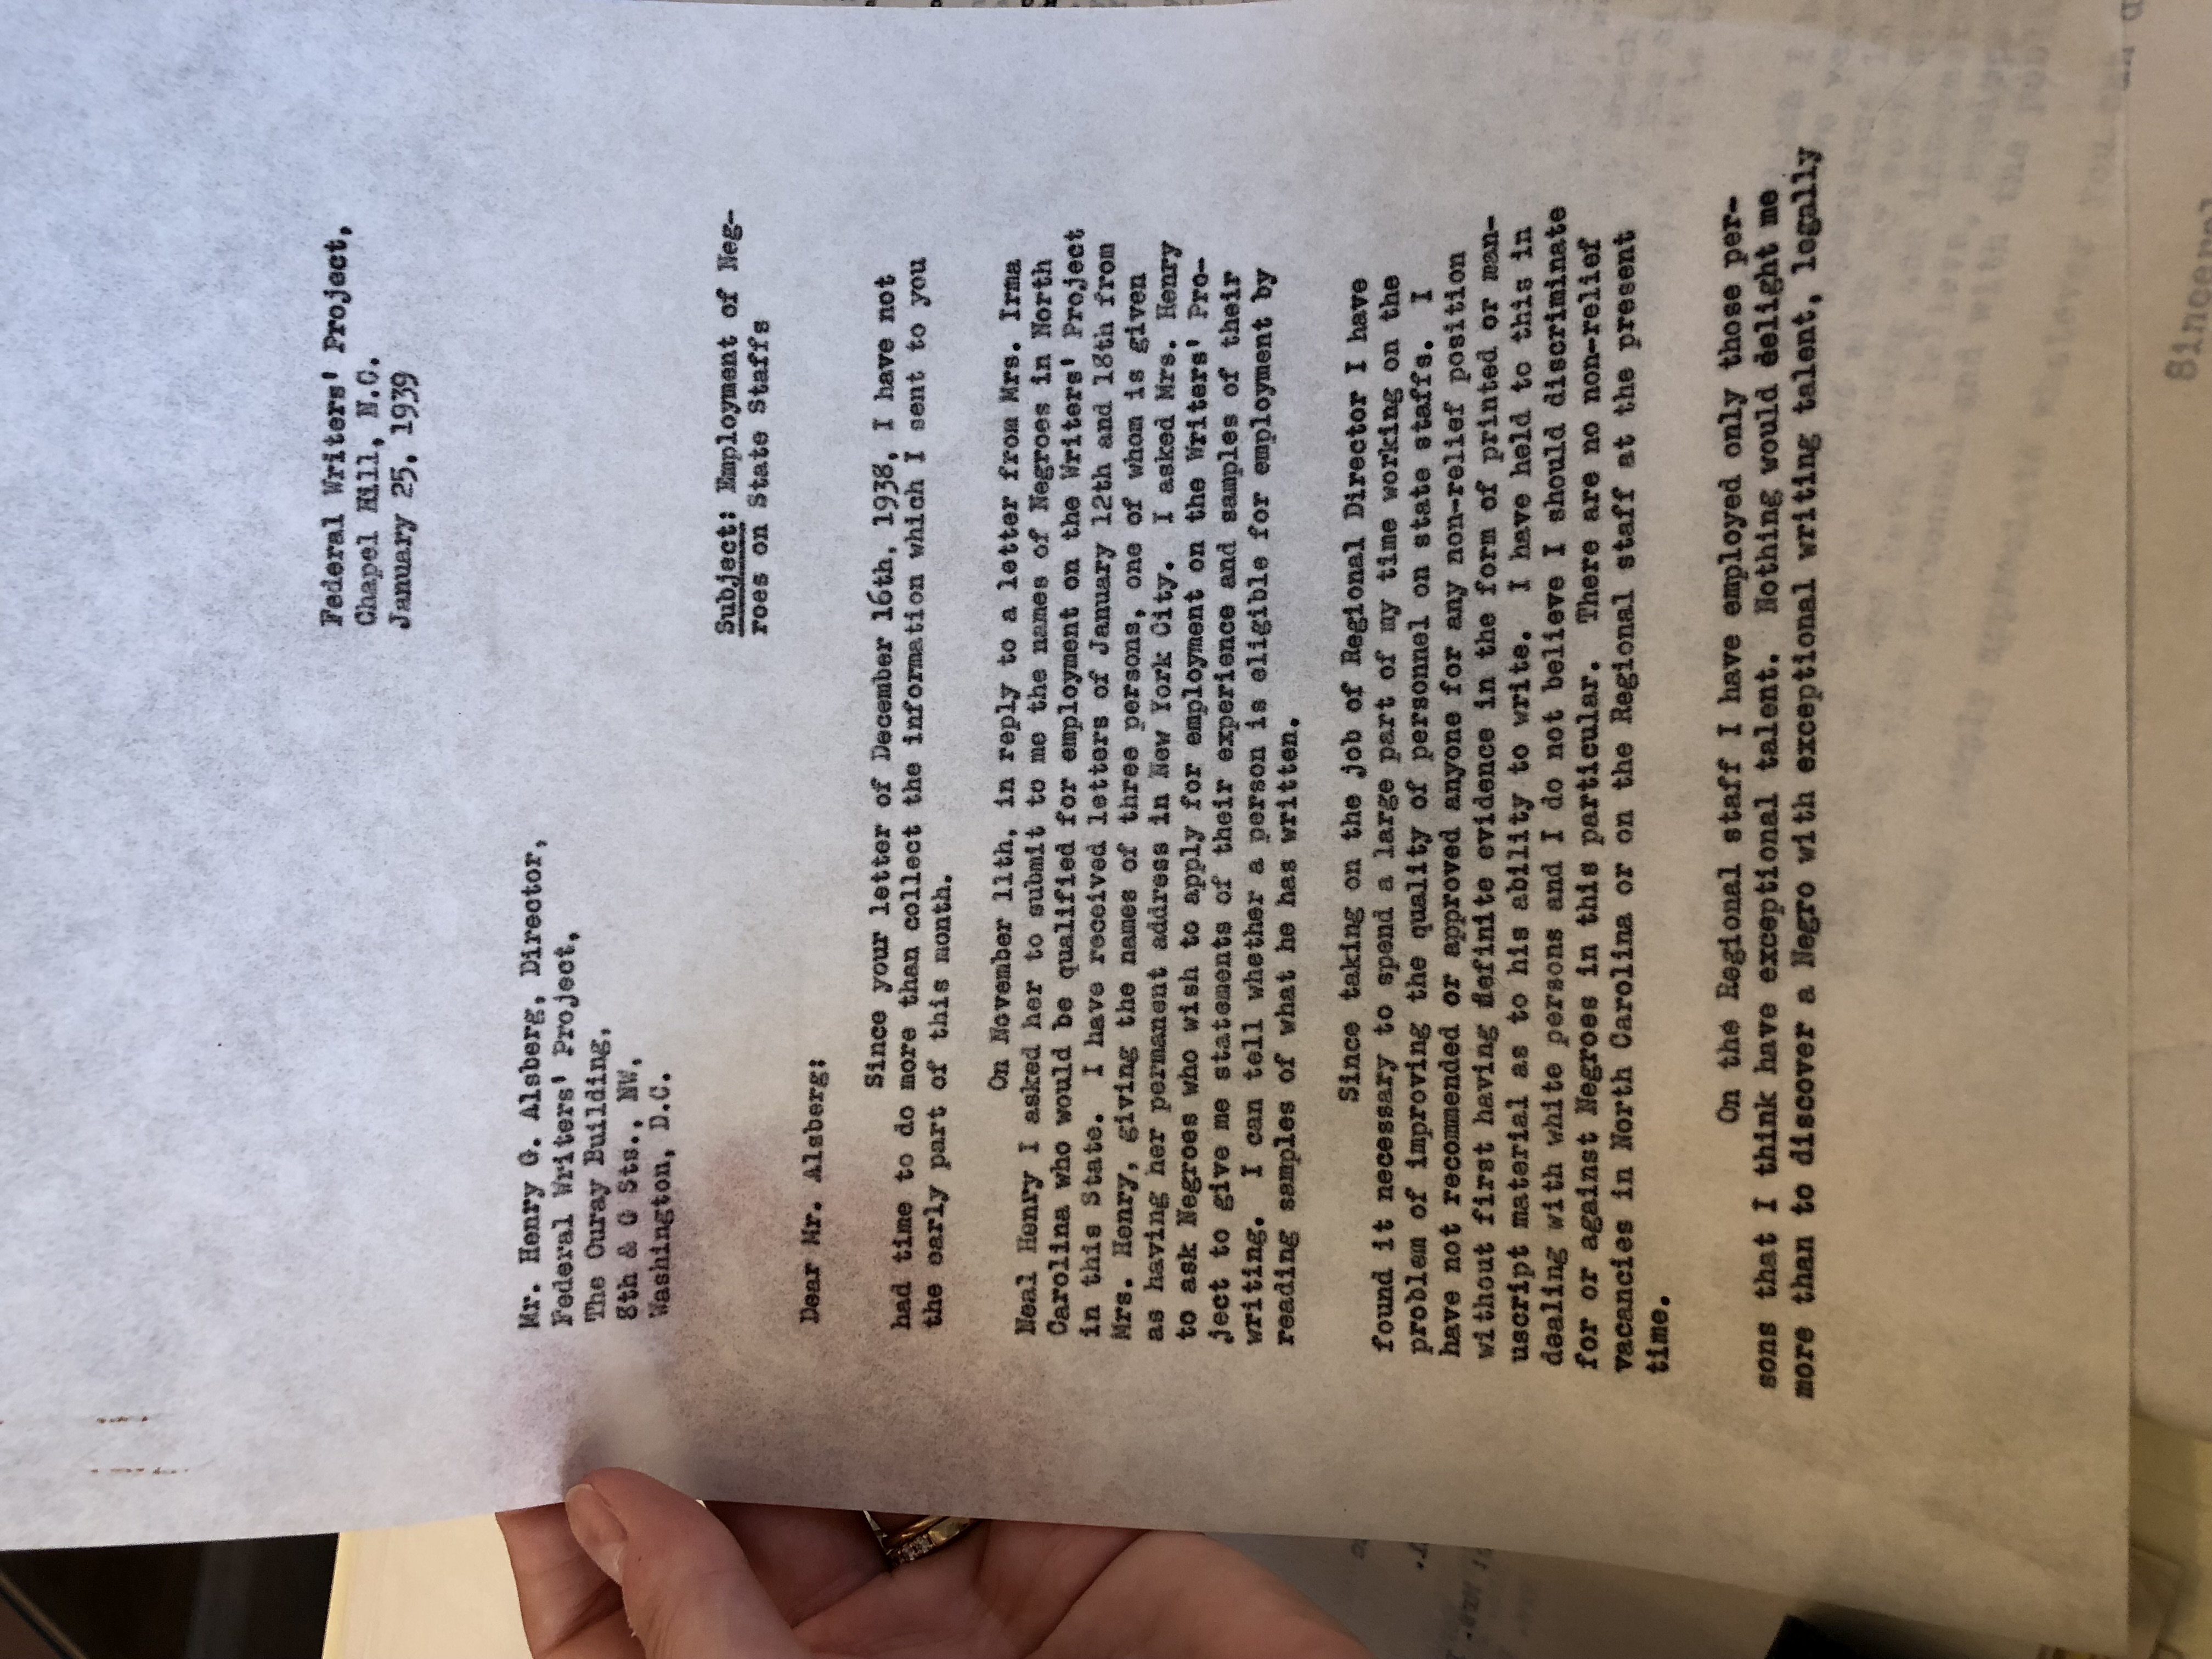 Federal Writers' Project,
Chapel Hill, N.C.
January 25, 1939
Mr. Henry G. Alsberg, Director,
Federal Writers' Project,
The Ouray Building,
8th & G Sts., NW,
Washington, D.C.
Subject: Employment of Neg-
roes on State Staffs
Dear Mr. Alsberg:
Since your letter of December 16th, 1938, I have not
had time to do more than collect the information which I sent to you
the early part of this month.
On November 11th, in reply to a letter from Mrs. Irma
Neal Henry I asked her to submit to me the names of Negroes in North
Carolina who would be qualified for employment on the Writers' Project
in this State. I have received letters of January 12th and 18th from
Mrs. Henry, giving the names of three persons, one of whom is given
as having her permanent address in New York City. I asked Mrs. Henry
to ask Negroes who wish to apply for employment on the Writers' Pro-
ject to give me statements of their experience and samples of their
writing. I can tell whether a person is eligible for employment by
reading samples of what he has written.
Since taking on the job of Regional Director I have
found it necessary to spend a large part of my time working on the
problem of improving the quality of personnel on state staffs. I
have not recommended or approved anyone for any non-relief position
without first having definite evidence in the form of printed or man-
uscript material as to his ability to write. I have held to this in
dealing with white persons and I do not believe I should discriminate
for or against Negroes in this particular. There are no non-relief
vacancies in North Carolina or on the Regional staff at the present
time.
On the Regional staff I have employed only those per-
sons that I think have exceptional talent. Nothing would delight me
more than to discover a Negro with exceptional writing talent, legally